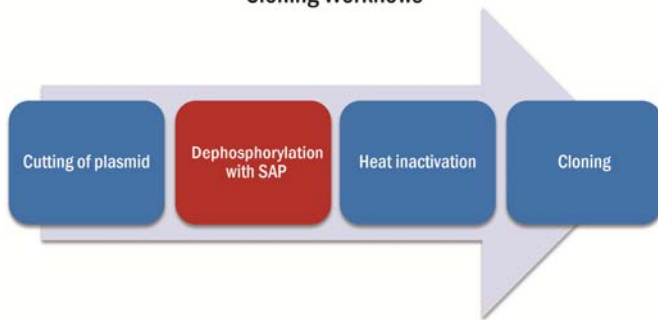 Cloning Workflows
Cutting of plasmid
Dephosphorylation
with SAP
Heat inactivation
Cloning